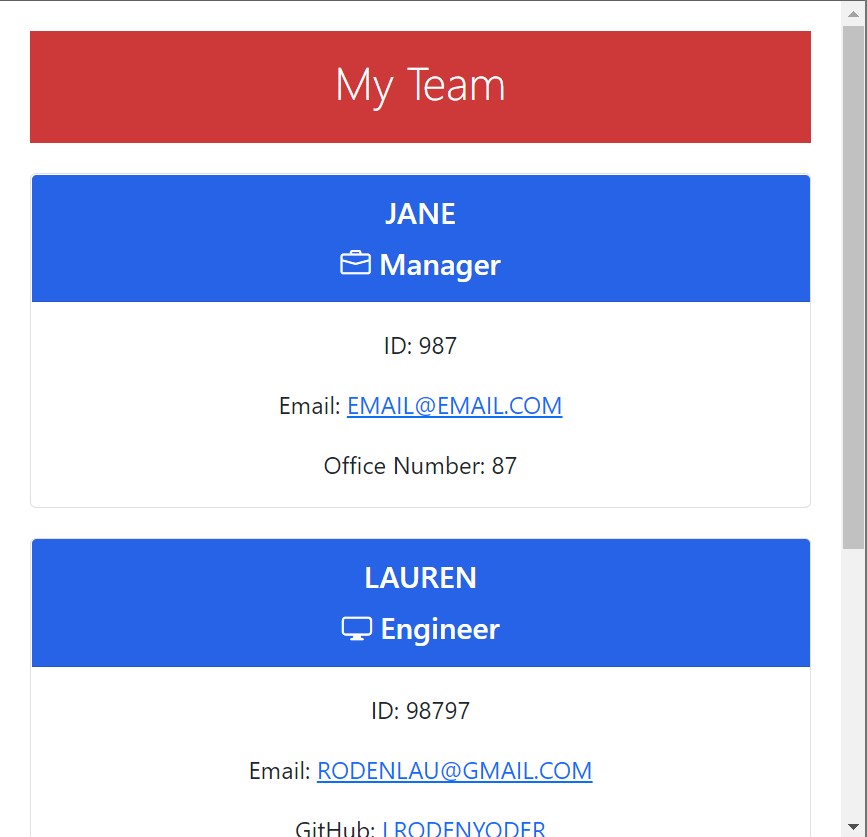 My Team
JANE
Manager
ID: 987
Email: EMAIL@EMAIL.COM
Office Number: 87
LAUREN
Engineer
ID: 98797
Email: RODENLAU@GMAIL.COM
GitHub: LRODENYODER